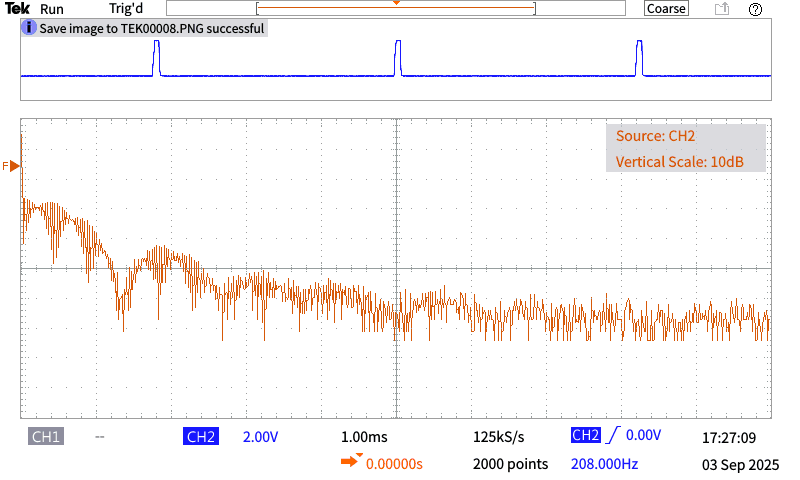 Tek Run Trig'd Coarse
Save image to TEK00008.PNG successful
Source: CH2
Vertical Scale: 10dB
F
CH1 -- CH2 2.00V 1.00ms 125kS/s CH2 0.00V 17:27:09
0.00000s 2000 points 208.000Hz 03 Sep 2025